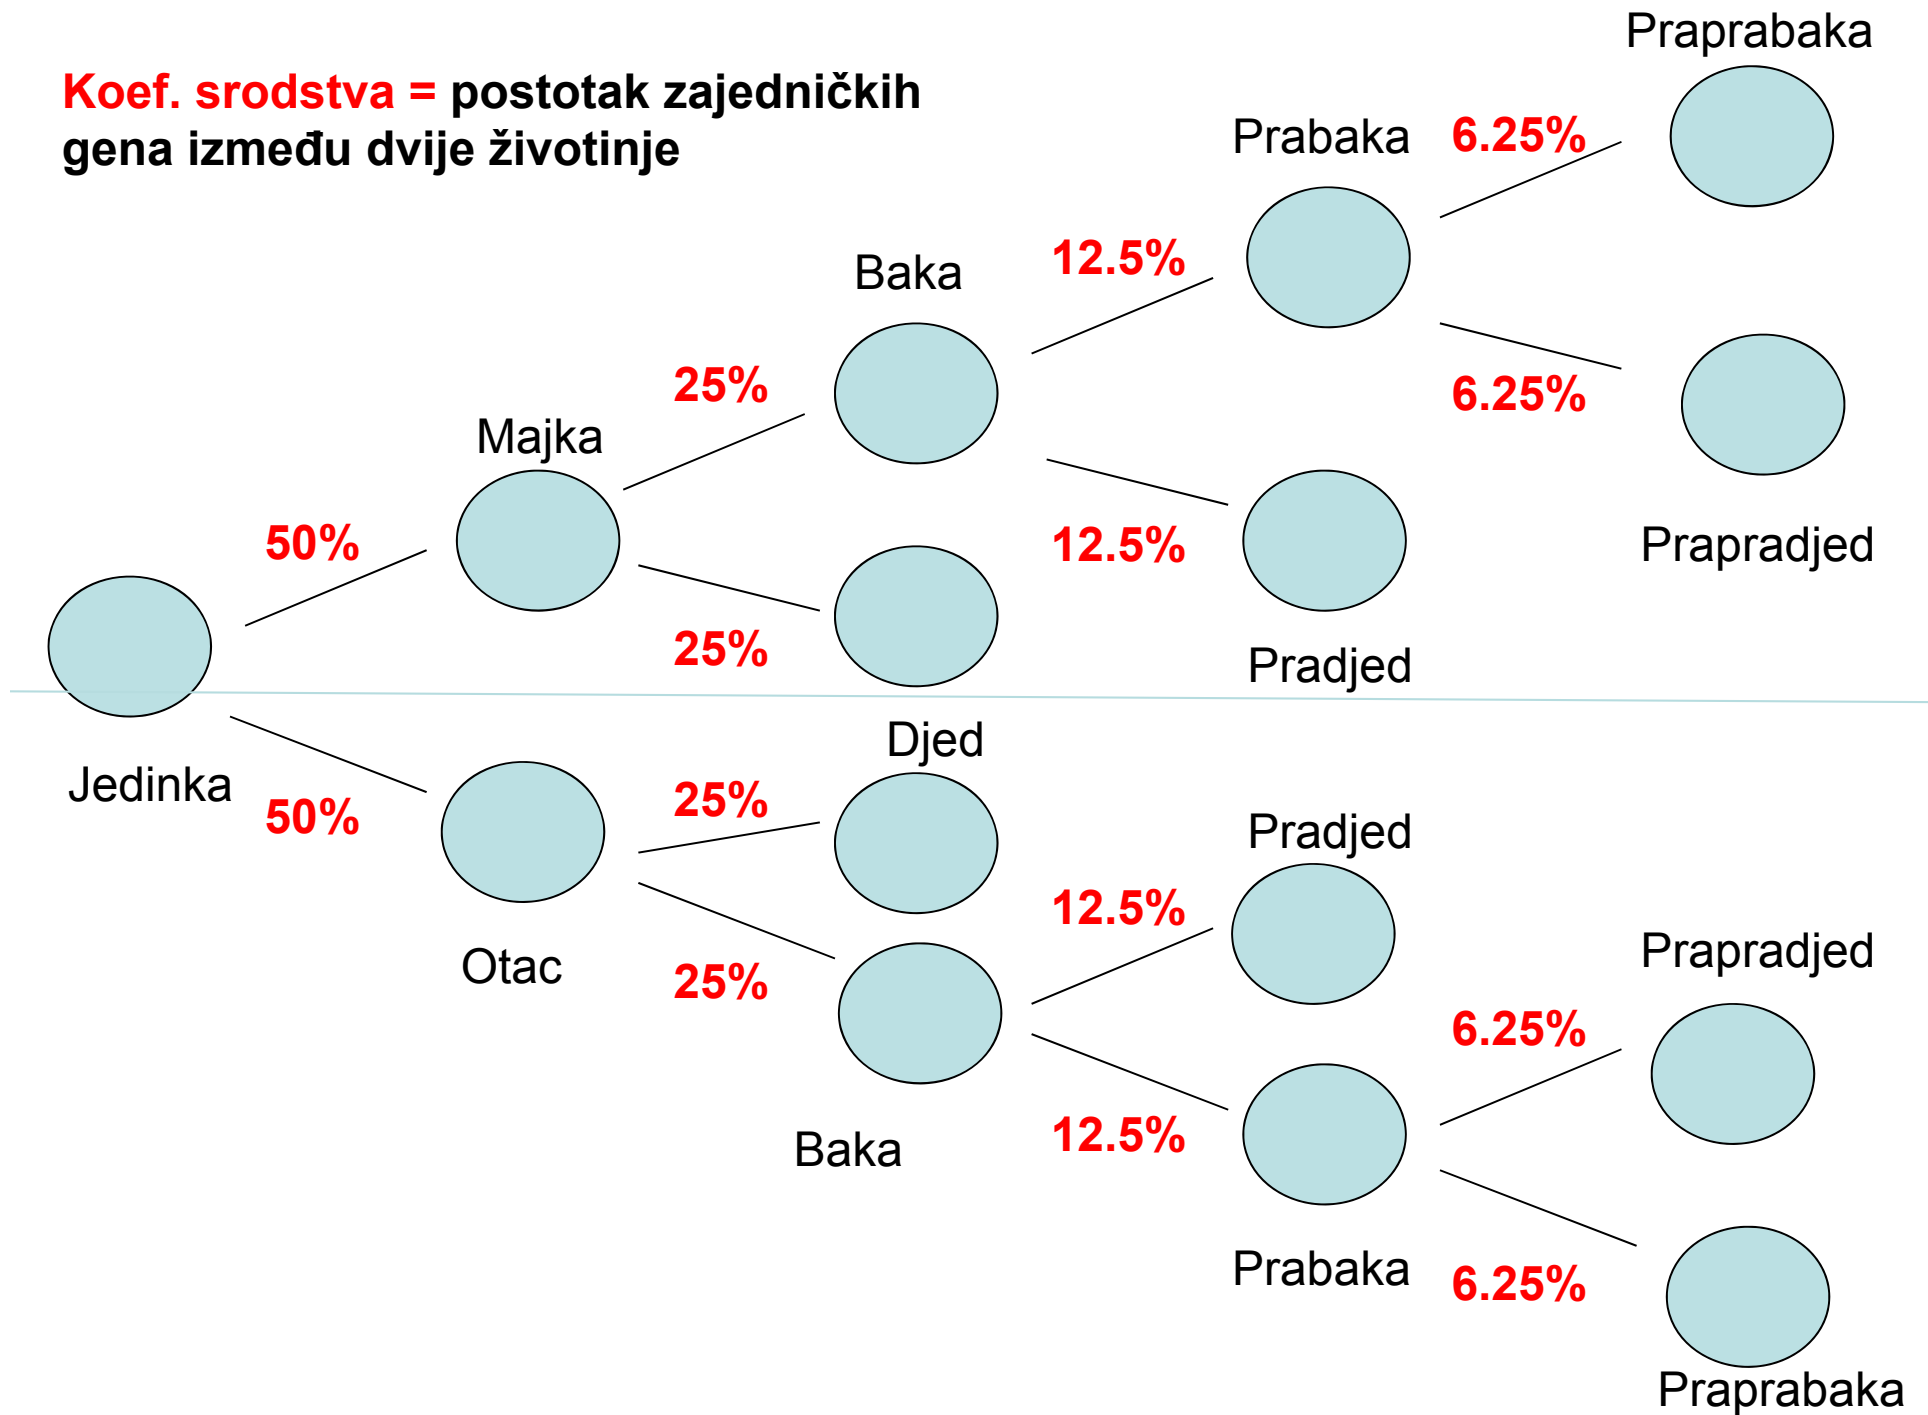 Praprabaka
Koef. srodstva = postotak zajedničkih
gena između dvije životinje
Prabaka
6.25%
12.5%
Baka
25%
6.25%
Majka
50%
12.5%
Prapradjed
25%
Pradjed
Djed
Jedinka
50%
25%
Pradjed
12.5%
Otac
25%
Prapradjed
6.25%
12.5%
Baka
Prabaka
6.25%
Praprabaka